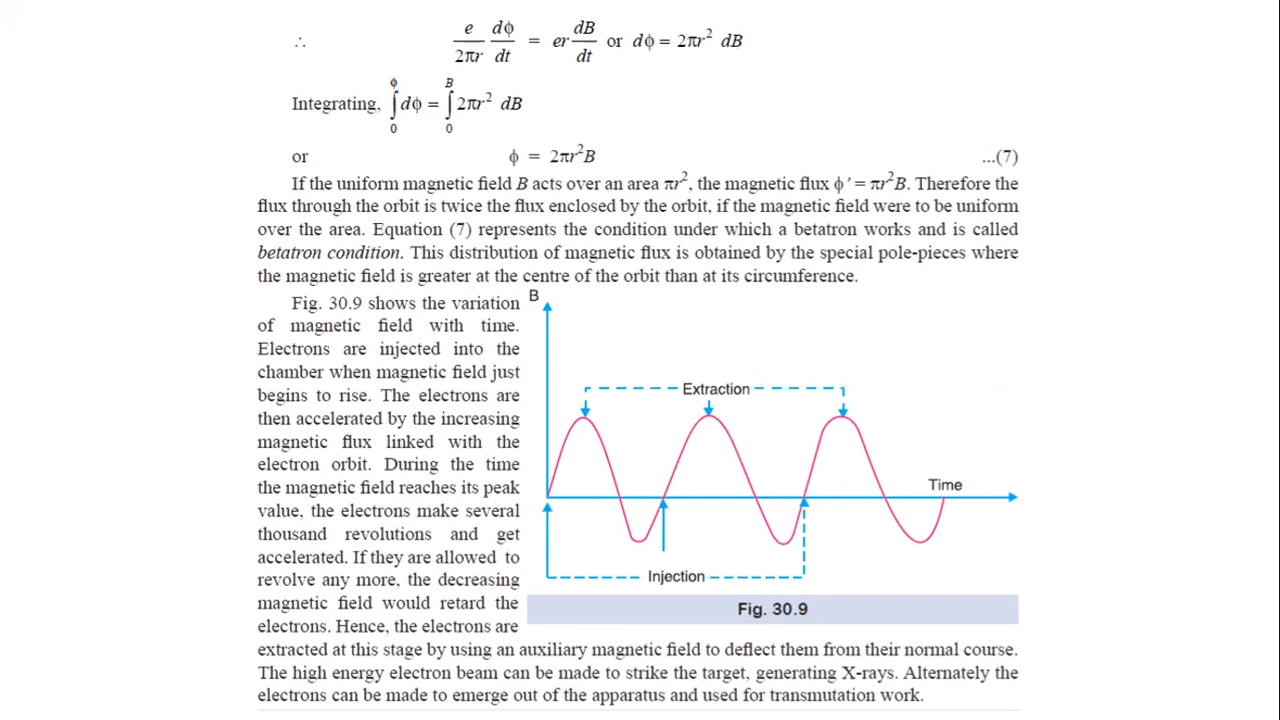 ∴ e/2πr dϕ/dt = er dB/dt or dϕ = 2πr² dB
Integrating, ∫₀^ϕ dϕ = ∫₀^B 2πr² dB
or ϕ = 2πr²B ...(7)
If the uniform magnetic field B acts over an area πr², the magnetic flux ϕ' = πr²B. Therefore the
flux through the orbit is twice the flux enclosed by the orbit, if the magnetic field were to be uniform
over the area. Equation (7) represents the condition under which a betatron works and is called
betatron condition. This distribution of magnetic flux is obtained by the special pole-pieces where
the magnetic field is greater at the centre of the orbit than at its circumference.
Fig. 30.9 shows the variation
of magnetic field with time.
Electrons are injected into the
chamber when magnetic field just
begins to rise. The electrons are
then accelerated by the increasing
magnetic flux linked with the
electron orbit. During the time
the magnetic field reaches its peak
value, the electrons make several
thousand revolutions and get
accelerated. If they are allowed to
revolve any more, the decreasing
magnetic field would retard the
electrons. Hence, the electrons are
B
Extraction
Time
Injection
Fig. 30.9
extracted at this stage by using an auxiliary magnetic field to deflect them from their normal course.
The high energy electron beam can be made to strike the target, generating X-rays. Alternately the
electrons can be made to emerge out of the apparatus and used for transmutation work.